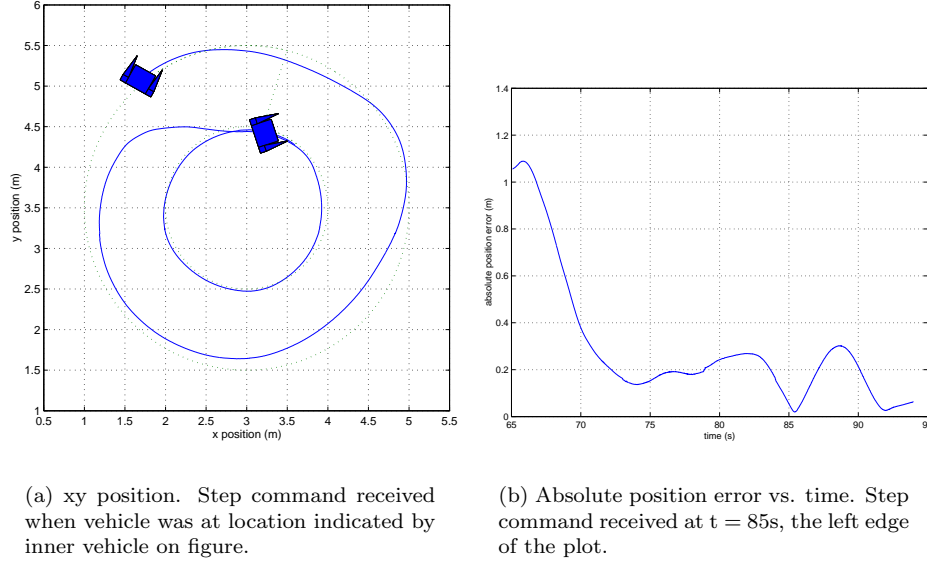 6
5.5
5
4.5
4
3.5
3
2.5
2
1.5
1
0.5 1 1.5 2 2.5 3 3.5 4 4.5 5 5.5
x position (m)
y position (m)
1.4
1.2
1
0.8
0.6
0.4
0.2
0
65 70 75 80 85 90 95
time (s)
absolute position error (m)
(a) xy position. Step command received
when vehicle was at location indicated by
inner vehicle on figure.
(b) Absolute position error vs. time. Step
command received at t = 85s, the left edge
of the plot.